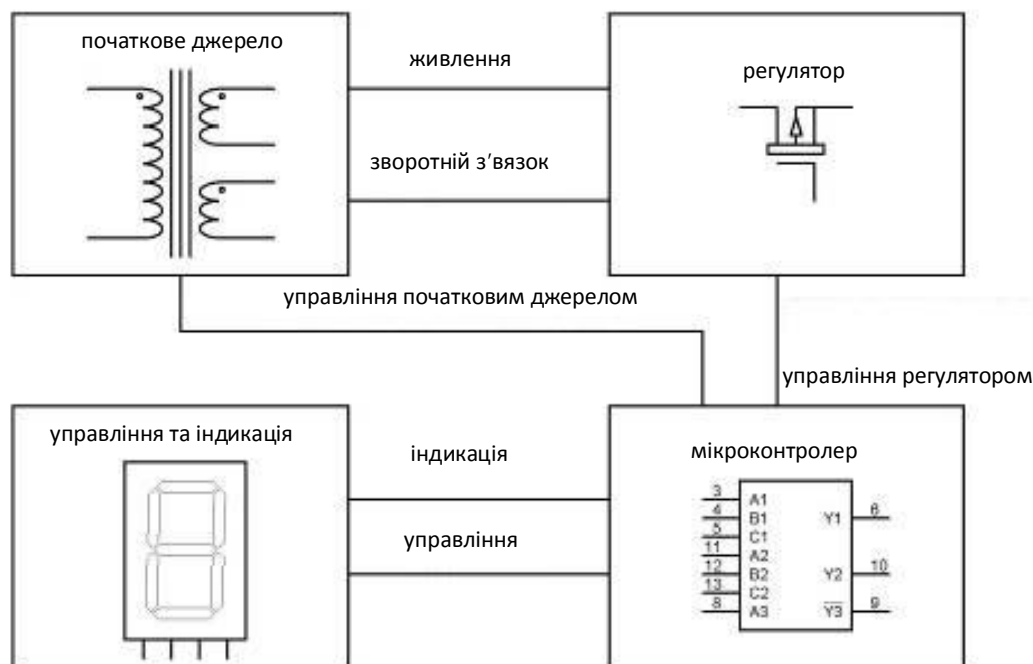 початкове джерело
живлення
регулятор
зворотній з'вязок
управління початковим джерелом
управління регулятором
управління та індикація
індикація
мікроконтролер
управління
3 A1
4 B1
5 C1
11 A2
12 B2
13 C2
8 A3
Y1 6
Y2 10
Y3 9